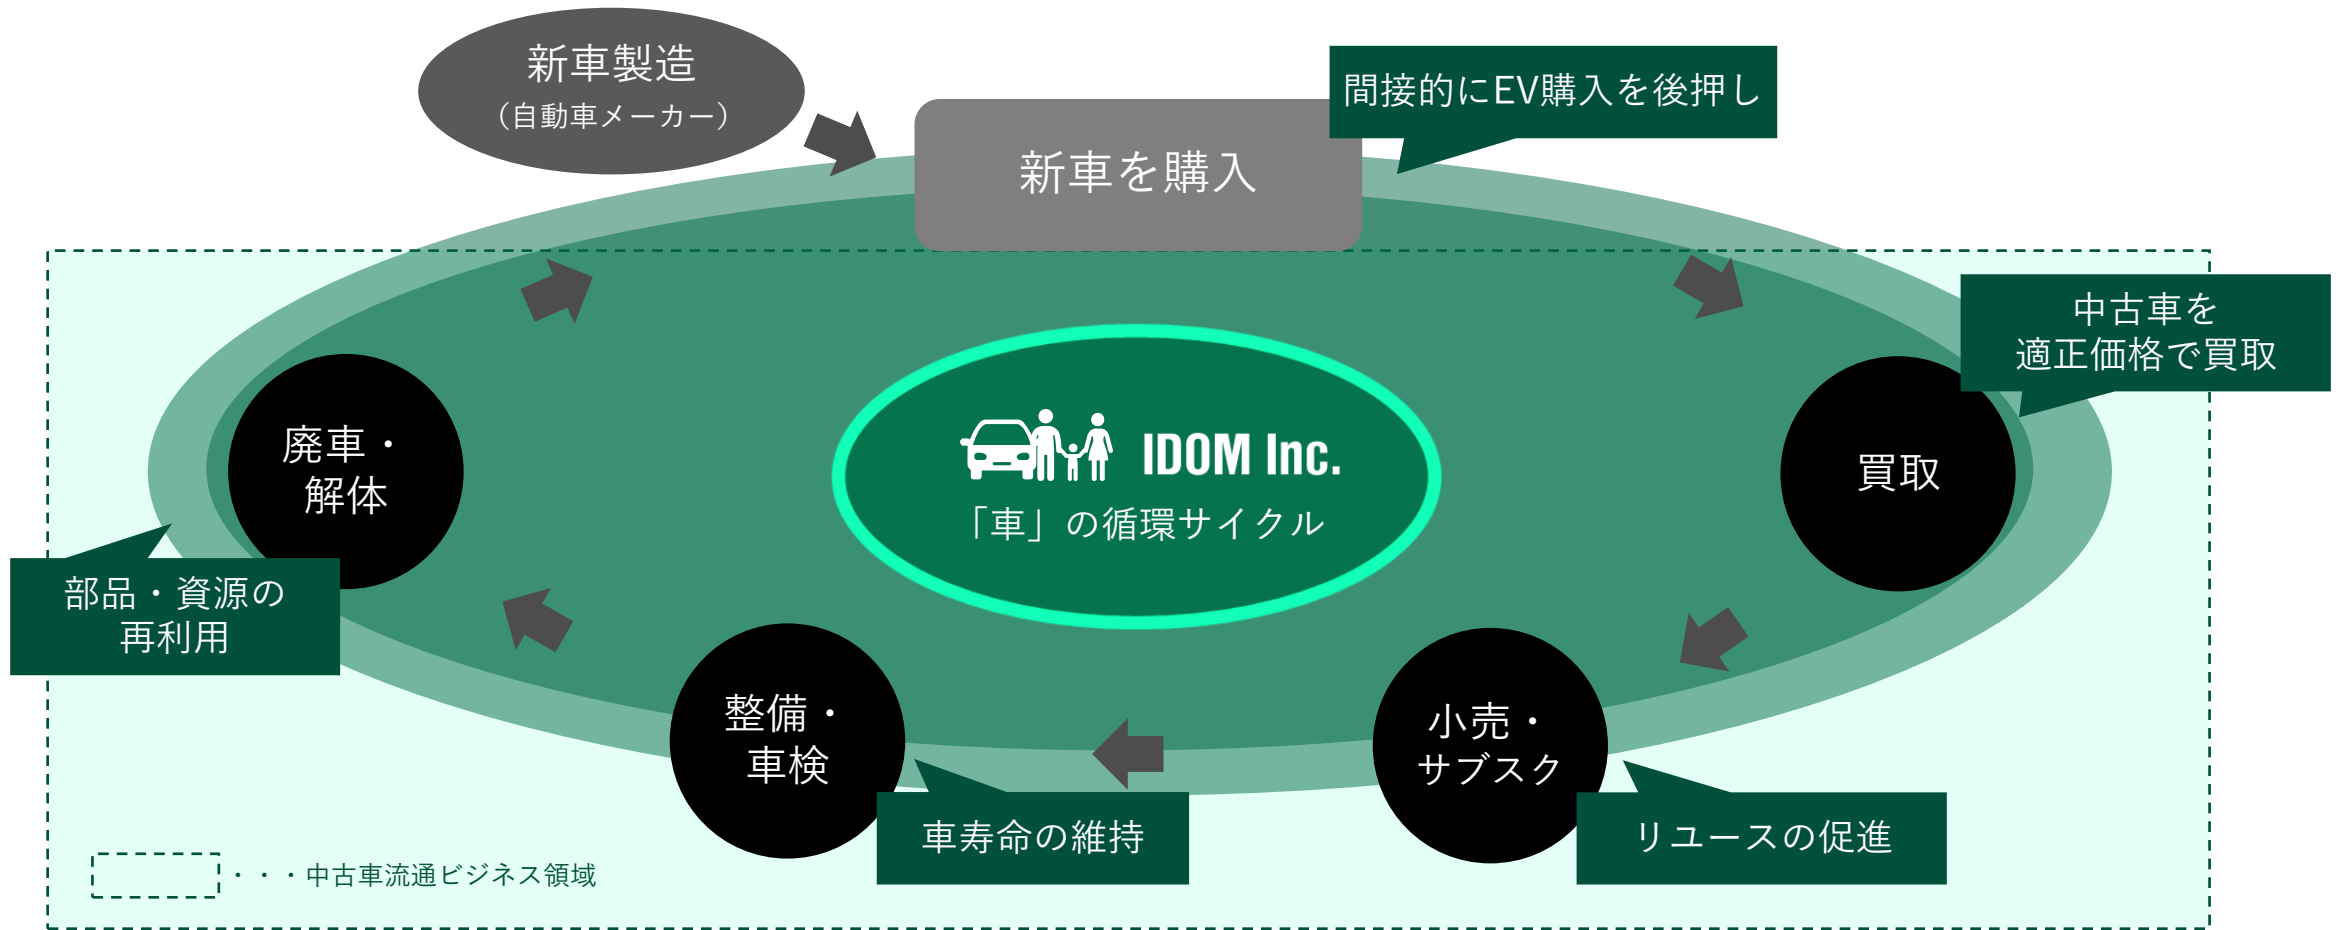 新車製造
（自動車メーカー）
間接的にEV購入を後押し
新車を購入
中古車を
適正価格で買取
廃車・
解体
IDOM Inc.
「車」の循環サイクル
買取
部品・資源の
再利用
整備・
車検
小売・
サブスク
車寿命の維持
リユースの促進
・・・中古車流通ビジネス領域